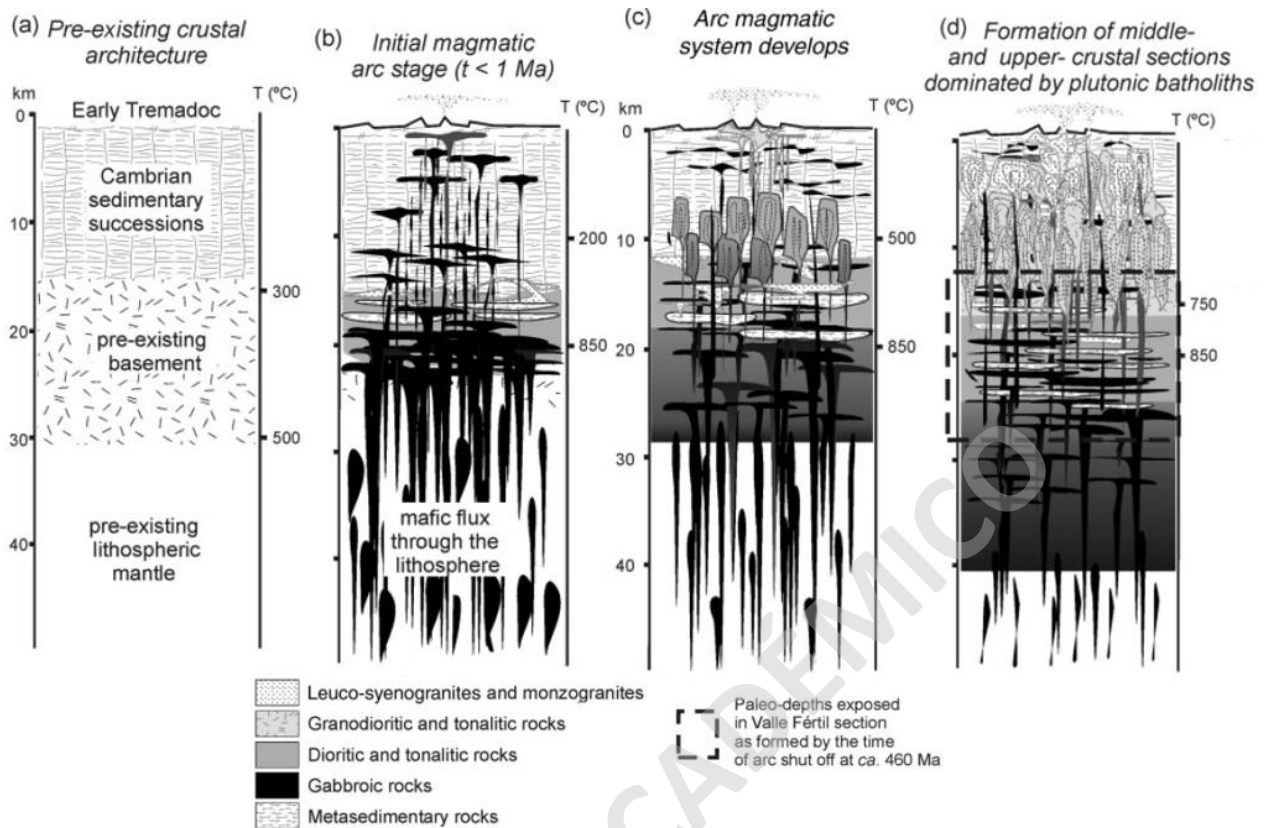 (a) Pre-existing crustal
architecture
km
Early Tremadoc
T (ºC)
0
Cambrian
sedimentary
successions
10
300
20
pre-existing
basement
30
500
pre-existing
lithospheric
mantle
40
(b)
Initial magmatic
arc stage (t < 1 Ma)
T (ºC)
km
200
850
mafic flux
through the
lithosphere
(c)
Arc magmatic
system develops
km
T (ºC)
0
10
500
20
850
30
40
(d) Formation of middle-
and upper- crustal sections
dominated by plutonic batholiths
T (ºC)
750
850
Leuco-syenogranites and monzogranites
Granodioritic and tonalitic rocks
Dioritic and tonalitic rocks
Gabbroic rocks
Metasedimentary rocks
Paleo-depths exposed
in Valle Fértil section
as formed by the time
of arc shut off at ca. 460 Ma
CADÉMICO